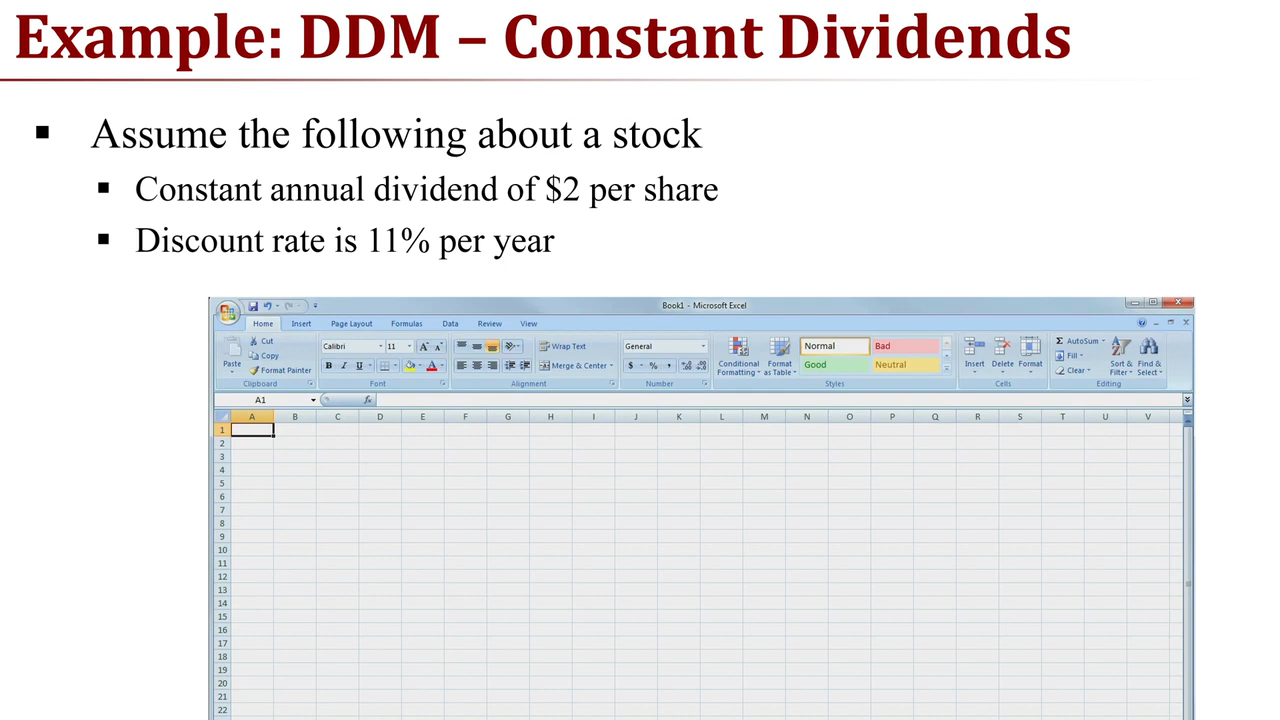 Example: DDM – Constant Dividends
Assume the following about a stock
Constant annual dividend of $2 per share
Discount rate is 11% per year
Book1 - Microsoft Excel
Home Insert Page Layout Formulas Data Review View
Paste Cut Copy Format Painter
Calibri 11 A A
B I U A
Wrap Text
Merge & Center
General
$ % ,
Conditional Formatting
Format as Table
Normal Bad
Good Neutral
Insert Delete Format
Σ AutoSum
Fill
Clear
Sort & Filter
Find & Select
Clipboard Font Alignment Number Styles Cells Editing
A1 fx
A B C D E F G H I J K L M N O P Q R S T U V
1
2
3
4
5
6
7
8
9
10
11
12
13
14
15
16
17
18
19
20
21
22